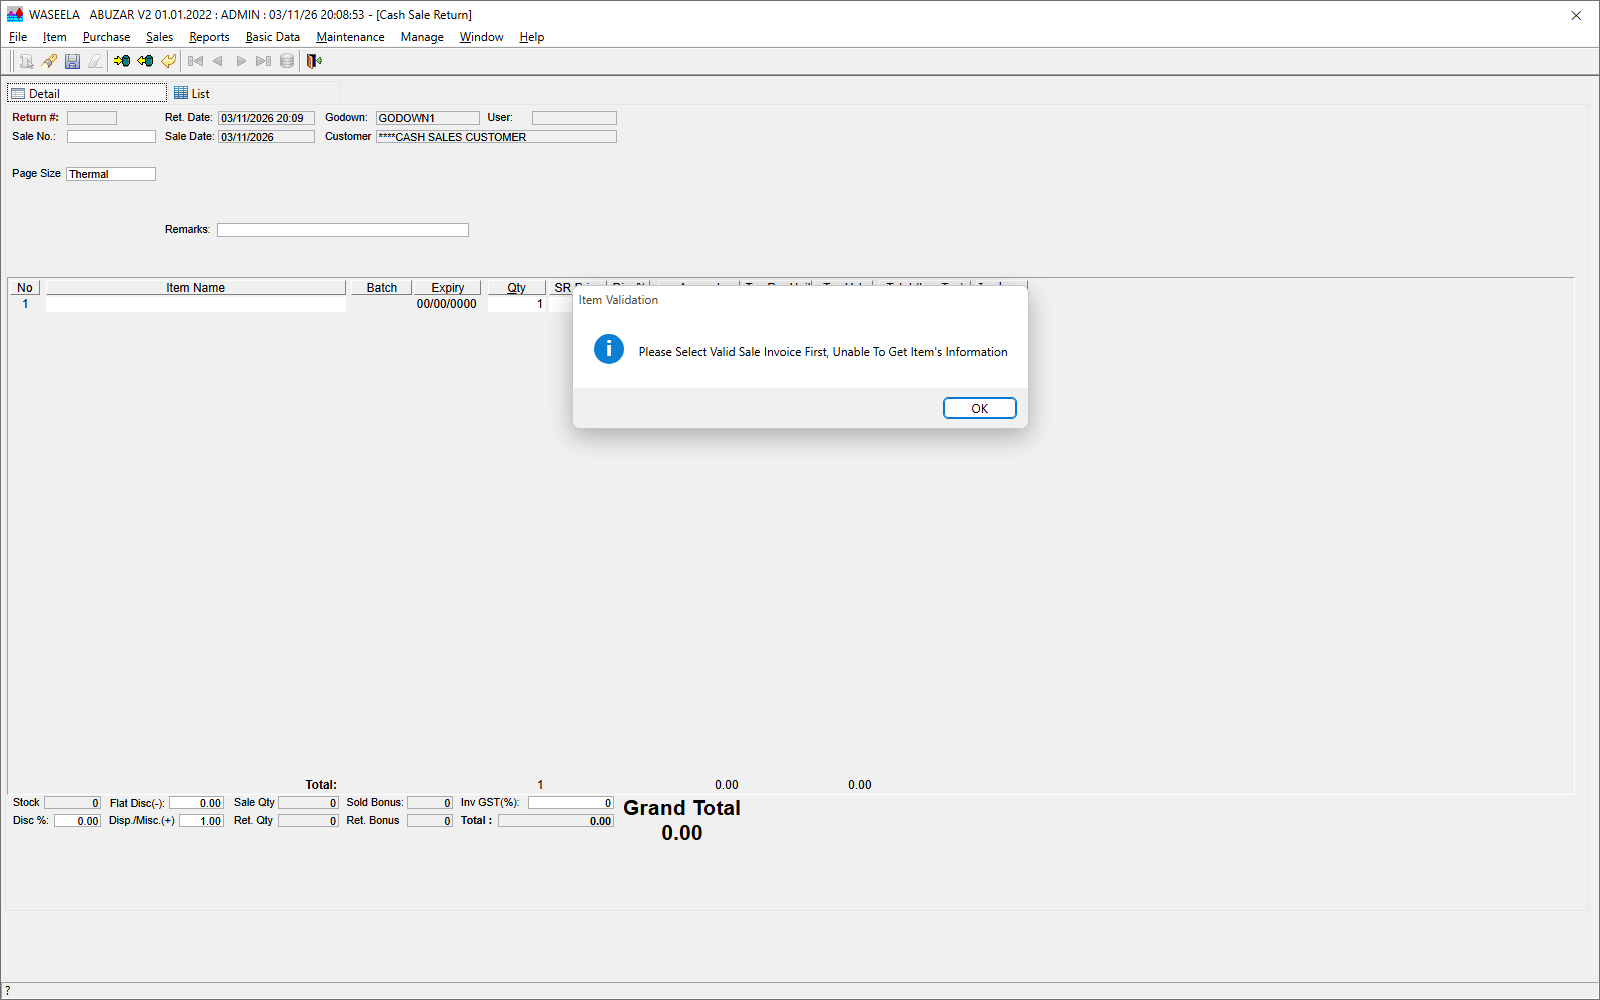 WASEELA   ABUZAR V2 01.01.2022 : ADMIN : 03/11/26 20:08:53 - [Cash Sale Return]
File Item Purchase Sales Reports Basic Data Maintenance Manage Window Help
Detail List
Return #: Ret. Date: 03/11/2026 20:09 Godown: GODOWN1 User:
Sale No.: Sale Date: 03/11/2026 Customer ****CASH SALES CUSTOMER
Page Size Thermal
Remarks:
No Item Name Batch Expiry Qty SR
1 00/00/0000 1
Item Validation
Please Select Valid Sale Invoice First, Unable To Get Item's Information
OK
Total: 1 0.00 0.00
Stock 0 Flat Disc(-): 0.00 Sale Qty 0 Sold Bonus: 0 Inv GST(%): 0 Grand Total
Disc %: 0.00 Disp./Misc.(+) 1.00 Ret. Qty 0 Ret. Bonus 0 Total : 0.00 0.00
?